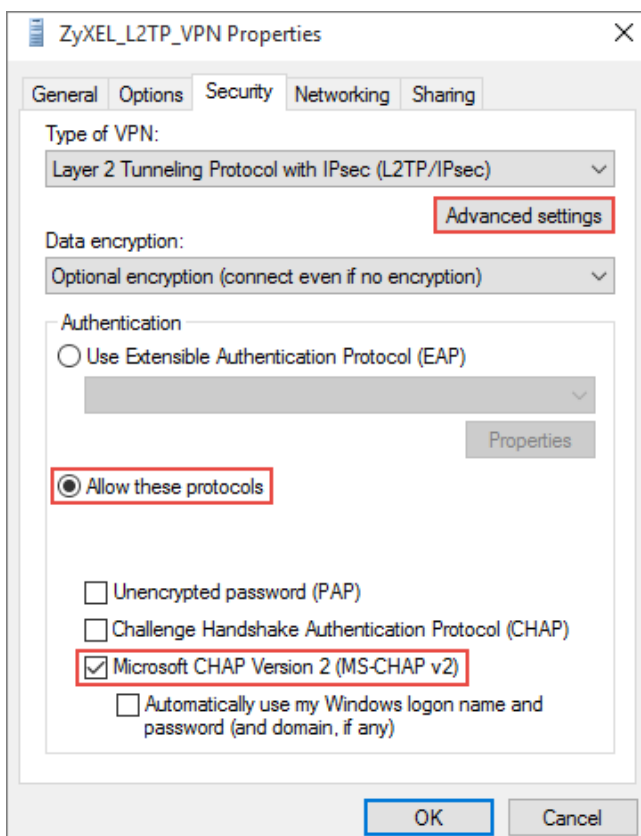 ZyXEL_L2TP_VPN Properties
General Options Security Networking Sharing
Type of VPN:
Layer 2 Tunneling Protocol with IPsec (L2TP/IPsec)
Advanced settings
Data encryption:
Optional encryption (connect even if no encryption)
Authentication
Use Extensible Authentication Protocol (EAP)
Properties
Allow these protocols
Unencrypted password (PAP)
Challenge Handshake Authentication Protocol (CHAP)
Microsoft CHAP Version 2 (MS-CHAP v2)
Automatically use my Windows logon name and
password (and domain, if any)
OK Cancel